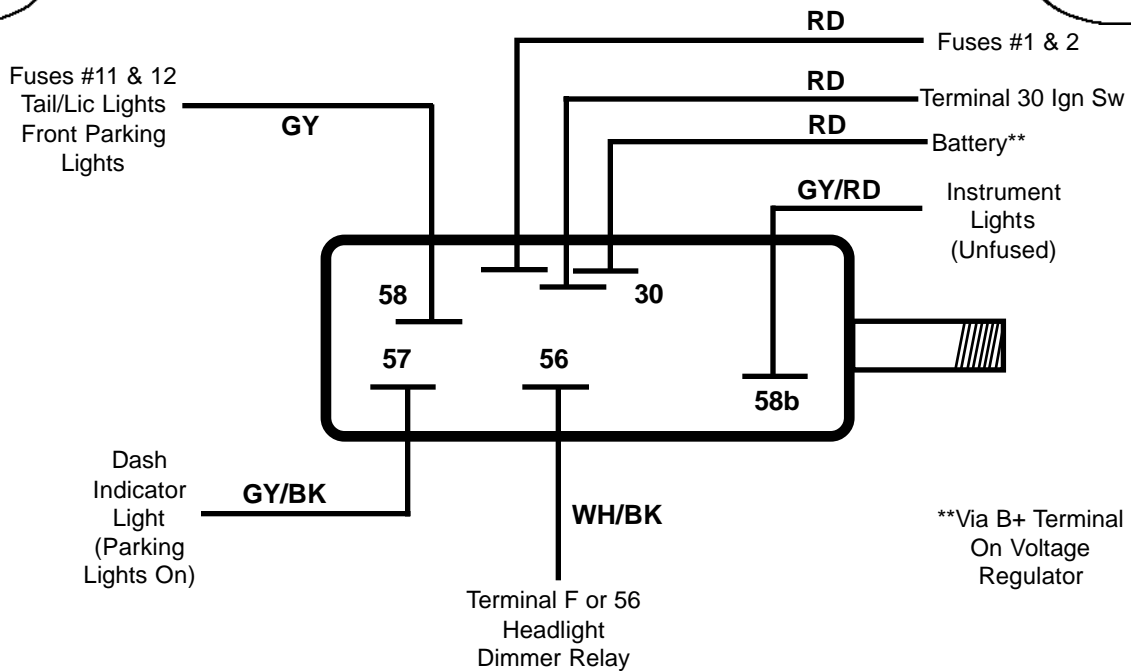 RD
Fuses #1 & 2
Fuses #11 & 12
Tail/Lic Lights
Front Parking
Lights
GY
RD
Terminal 30 Ign Sw
RD
Battery**
GY/RD
Instrument
Lights
(Unfused)
58
30
57
56
58b
Dash
Indicator
Light
(Parking
Lights On)
GY/BK
WH/BK
**Via B+ Terminal
On Voltage
Regulator
Terminal F or 56
Headlight
Dimmer Relay